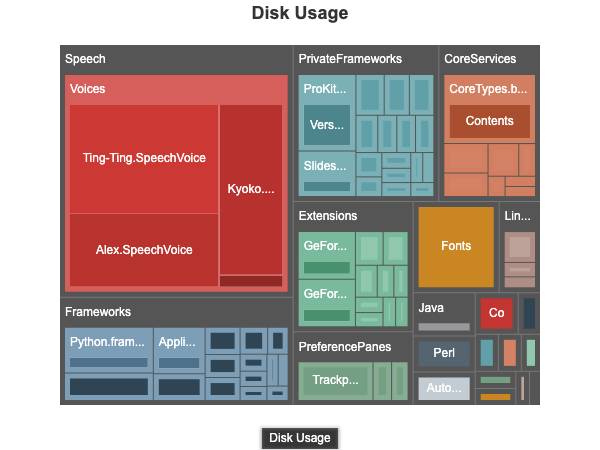 Disk Usage
Speech
PrivateFrameworks
CoreServices
Voices
ProKit...
CoreTypes.b...
Vers...
Contents
Ting-Ting.SpeechVoice
Slides...
Kyoko....
Extensions
Lin...
Alex.SpeechVoice
GeFor...
Fonts
GeFor...
Frameworks
Java
Co
Python.fram...
Appli...
PreferencePanes
Perl
Trackp...
Auto...
Disk Usage